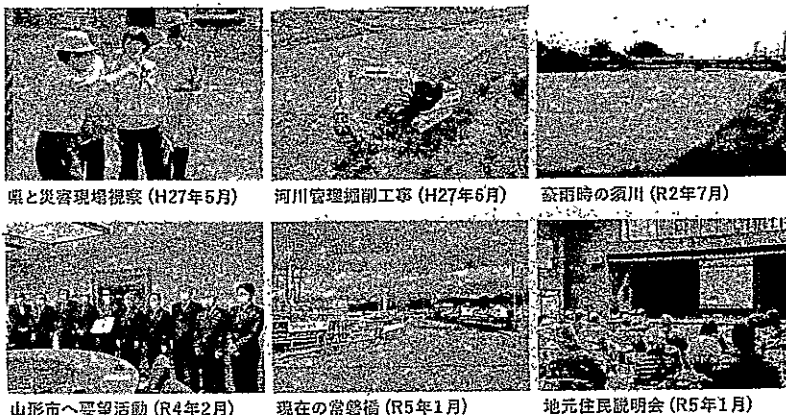 県と災害現場視察 (H27年5月)
河川管理掘削工事 (H27年6月)
豪雨時の須川 (R2年7月)
山形市へ要望活動 (R4年2月)
現在の常磐橋 (R5年1月)
地元住民説明会 (R5年1月)